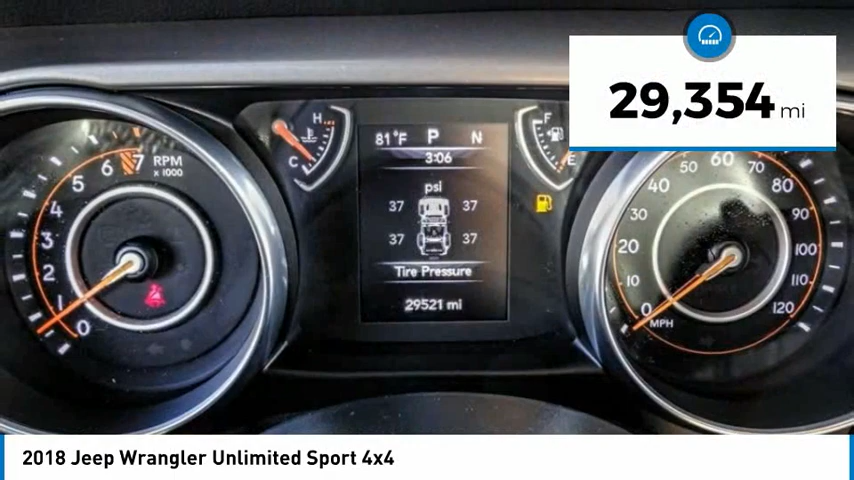 29,354 mi
H
C
81°F P N
3:06
psi
37 37
37 37
Tire Pressure
29521 mi
F
E
RPM
x 1000
0
1
2
3
4
5
6
7
MPH
0
10
20
30
40
50
60
70
80
90
100
110
120
2018 Jeep Wrangler Unlimited Sport 4x4